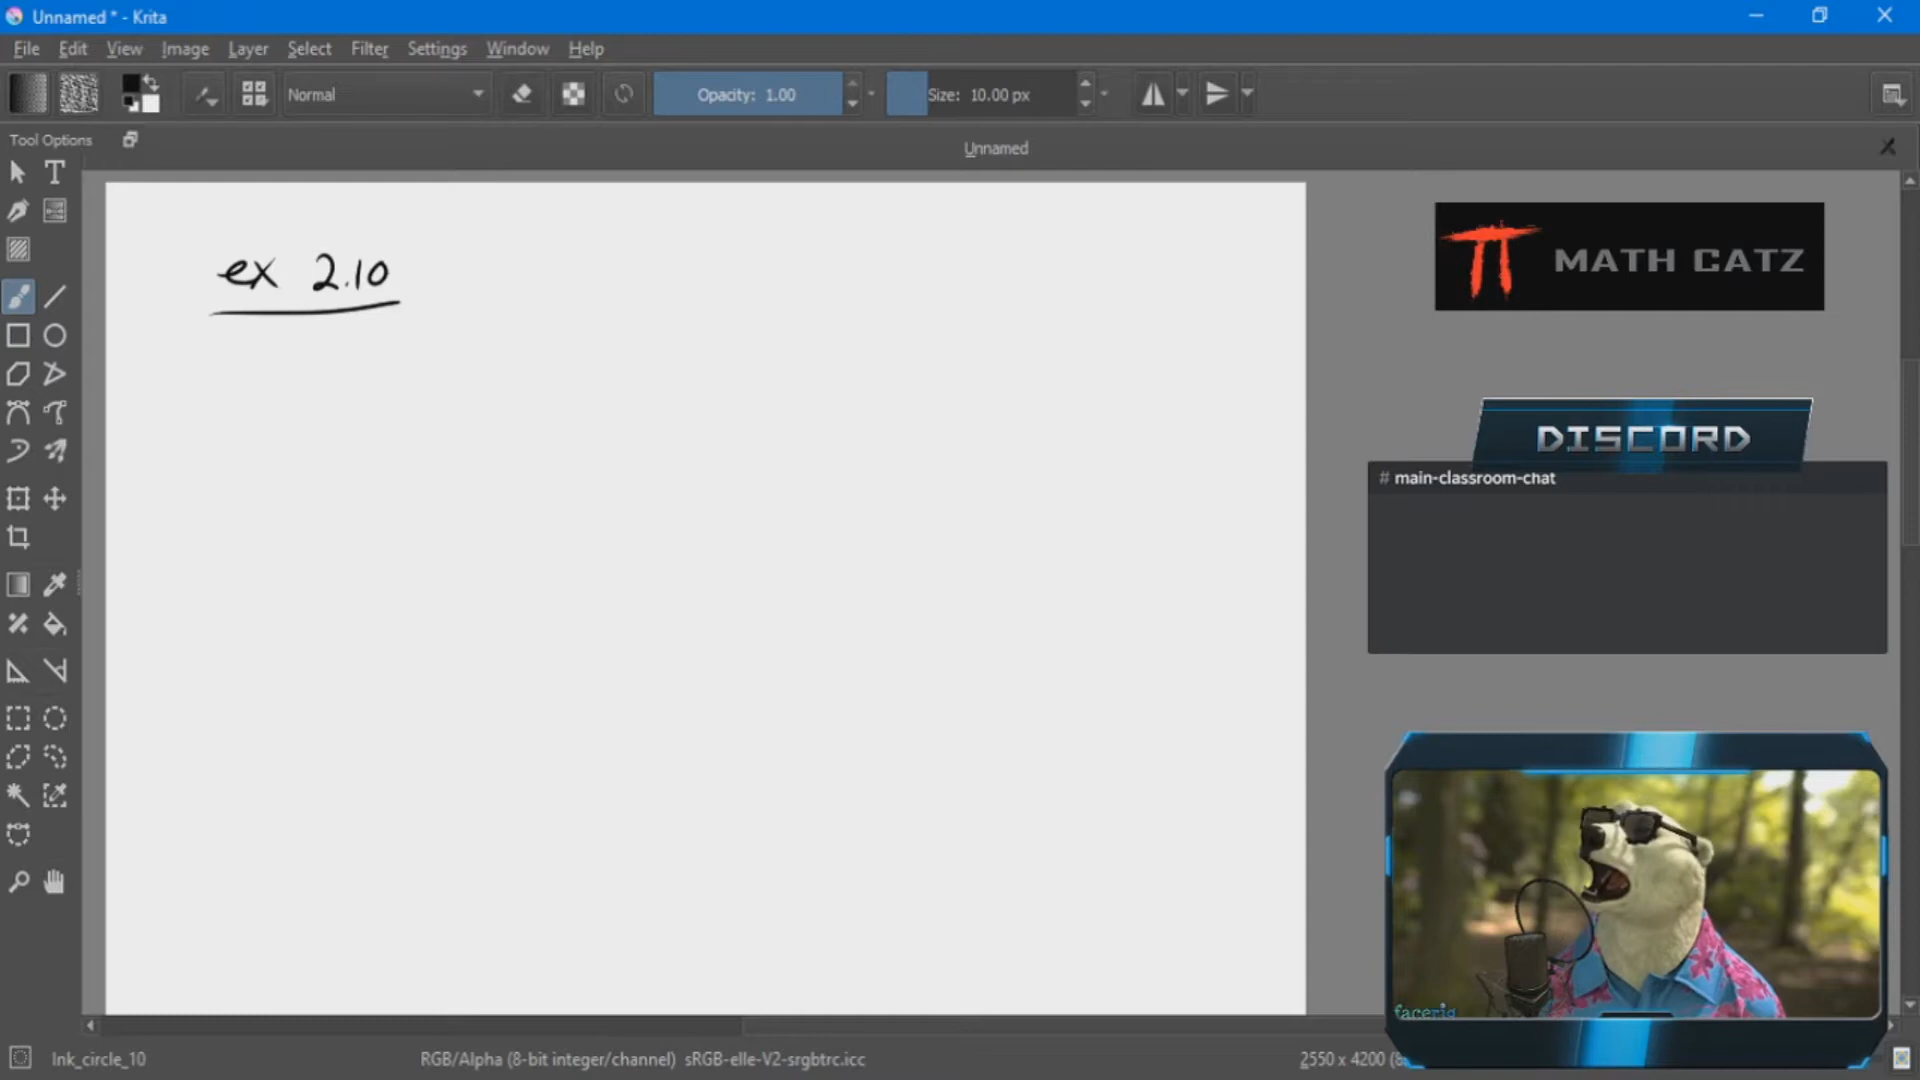 Unnamed * - Krita
File Edit View Image Layer Select Filter Settings Window Help
Normal Opacity: 1.00 Size: 10.00 px
Tool Options
Unnamed
ex 2.10
MATH CATZ
DISCORD
# main-classroom-chat
facerig
Ink_circle_10 RGB/Alpha (8-bit integer/channel) sRGB-elle-V2-srgbtrc.icc 2550 x 4200